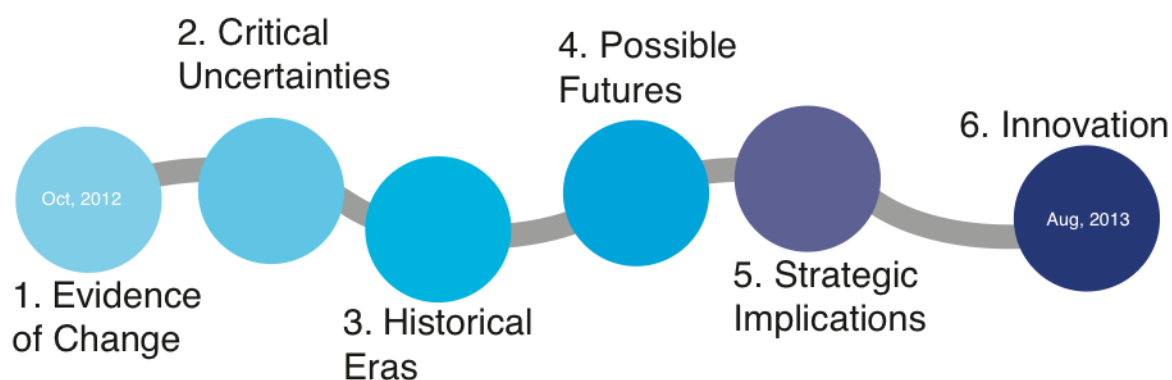 Oct, 2012
1. Evidence
of Change
2. Critical
Uncertainties
3. Historical
Eras
4. Possible
Futures
5. Strategic
Implications
6. Innovation
Aug, 2013